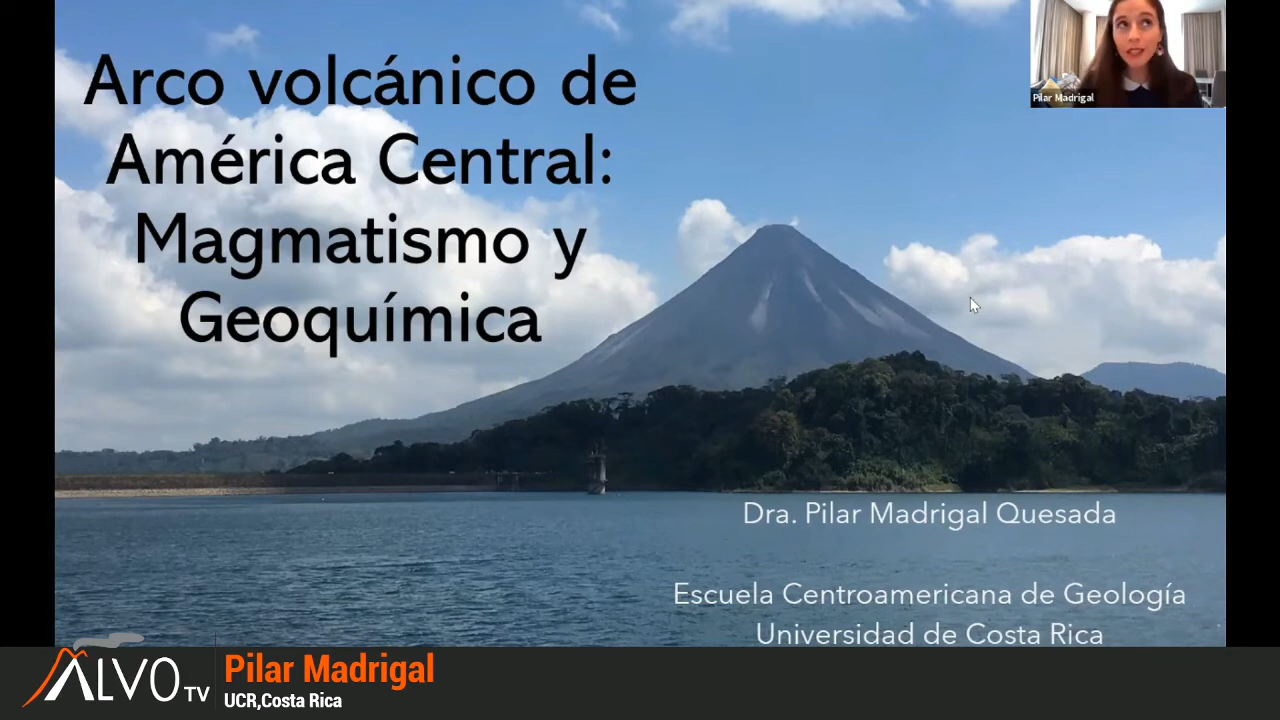 Arco volcánico de
América Central:
Magmatismo y
Geoquímica
Pilar Madrigal
Dra. Pilar Madrigal Quesada
Escuela Centroamericana de Geología
Universidad de Costa Rica
ALVO TV
Pilar Madrigal
UCR,Costa Rica